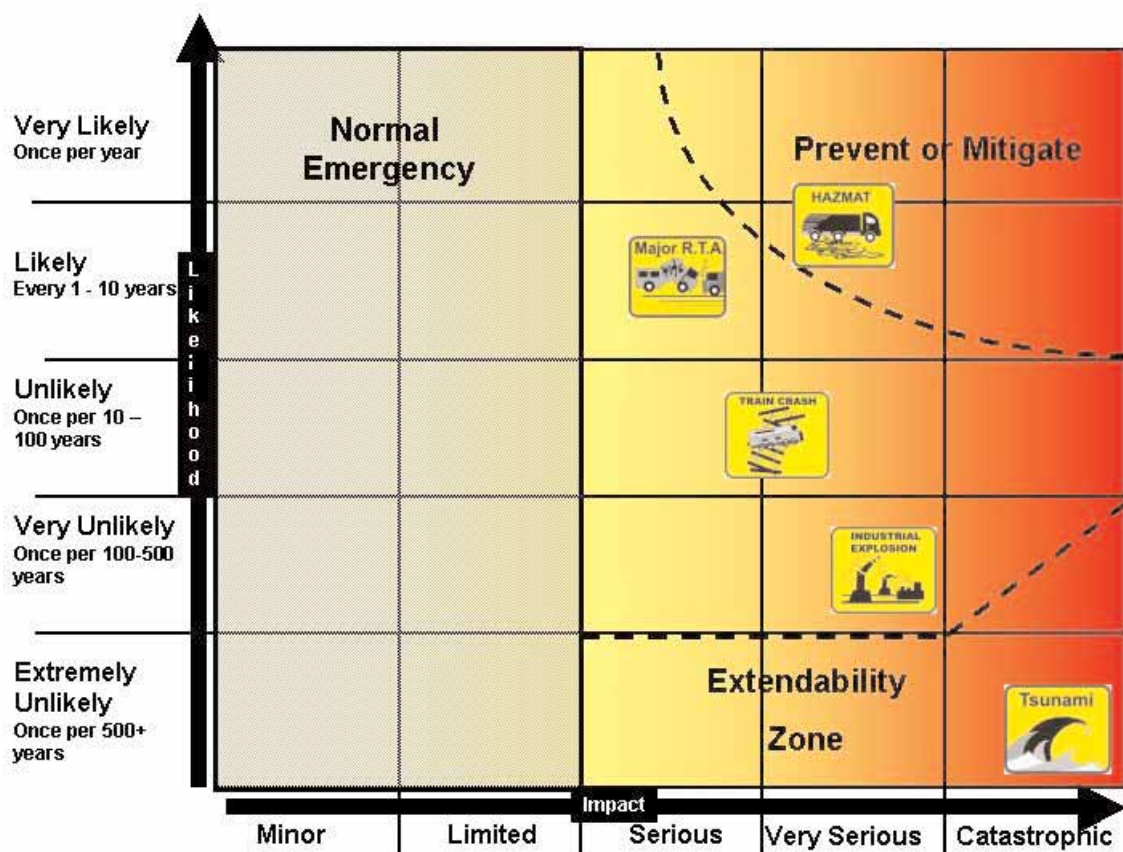 Very Likely
Once per year
Normal
Emergency
Prevent or Mitigate
HAZMAT
Likely
Every 1 - 10 years
Major R.T.A
Likeliihood
Unlikely
Once per 10 –
100 years
TRAIN CRASH
Very Unlikely
Once per 100-500
years
INDUSTRIAL
EXPLOSION
Extremely
Unlikely
Once per 500+
years
Extendability
Zone
Tsunami
Impact
Minor
Limited
Serious
Very Serious
Catastrophic